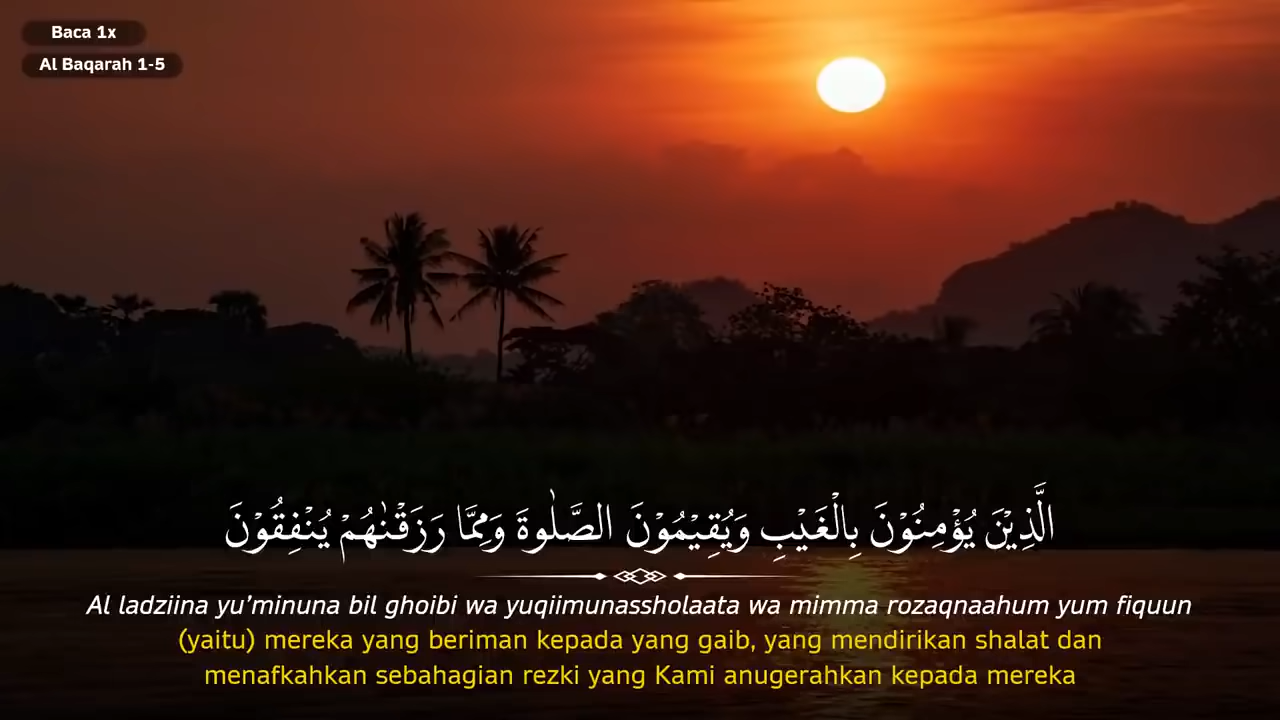 Baca 1x
Al Baqarah 1-5
الَّذِيْنَ يُؤْمِنُوْنَ بِالْغَيْبِ وَيُقِيْمُوْنَ الصَّلٰوةَ وَمِمَّا رَزَقْنٰهُمْ يُنْفِقُوْنَ
Al ladziina yu’minuna bil ghoibi wa yuqiimunassholaata wa mimma rozaqnaahum yum fiquun
(yaitu) mereka yang beriman kepada yang gaib, yang mendirikan shalat dan
menafkahkan sebahagian rezki yang Kami anugerahkan kepada mereka